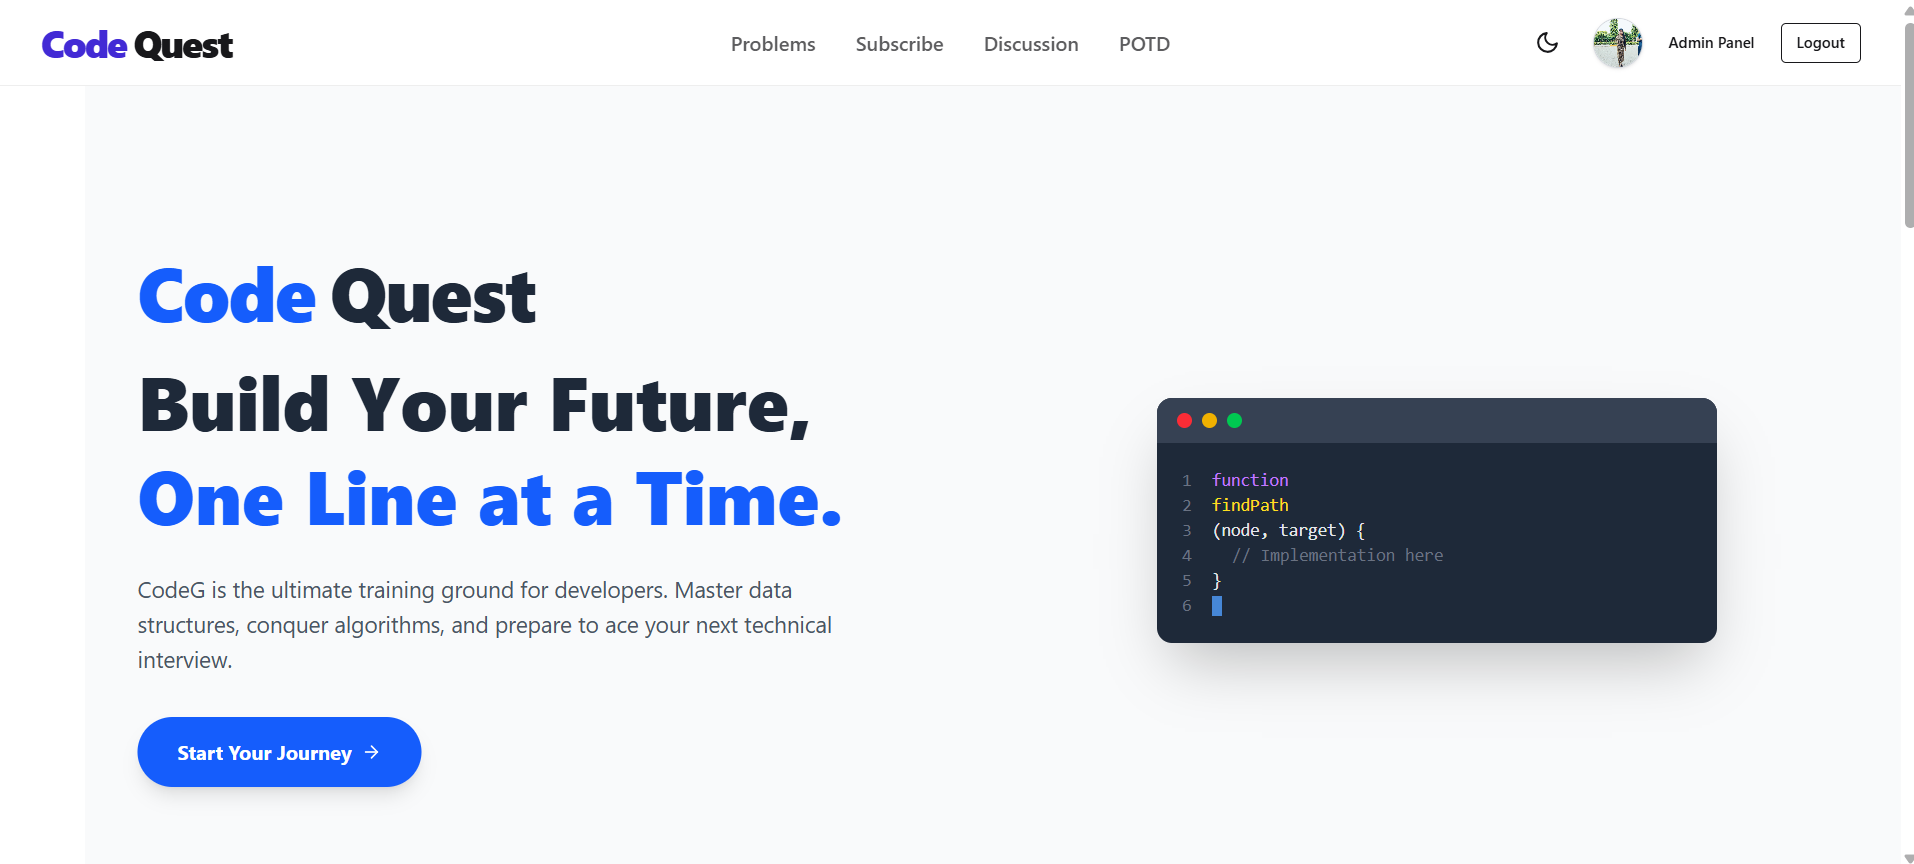 Code Quest
Problems Subscribe Discussion POTD
Admin Panel Logout
Code Quest
Build Your Future,
One Line at a Time.
CodeG is the ultimate training ground for developers. Master data
structures, conquer algorithms, and prepare to ace your next technical
interview.
Start Your Journey →
1 function
2 findPath
3 (node, target) {
4 // Implementation here
5 }
6